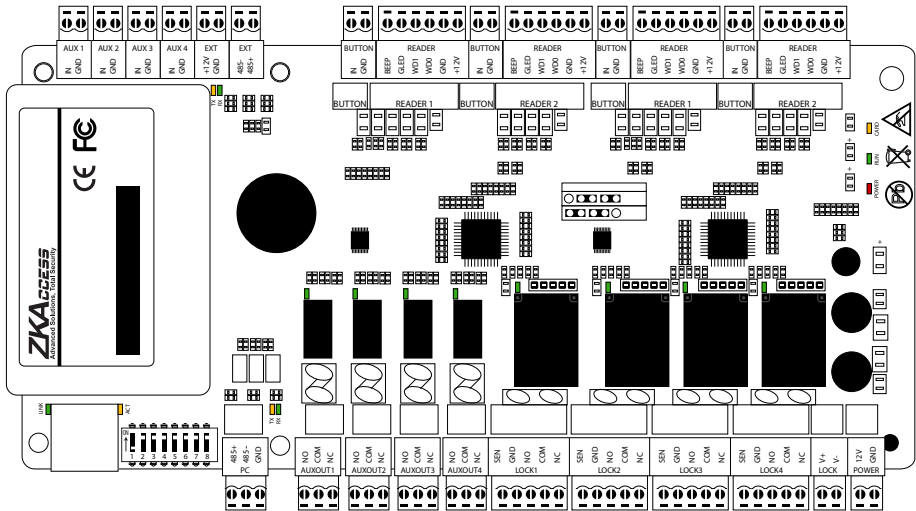 AUX 1 AUX 2 AUX 3 AUX 4 EXT EXT
IN GND IN GND IN GND IN GND +12V GND 485- 485+
BUTTON READER BUTTON READER BUTTON READER BUTTON READER
IN GND BEEP GLED WD1 WD0 GND +12V IN GND BEEP GLED WD1 WD0 GND +12V IN GND BEEP GLED WD1 WD0 GND +12V IN GND BEEP GLED WD1 WD0 GND +12V
BUTTON READER 1 BUTTON READER 2 BUTTON READER 1 BUTTON READER 2
TX RX
CARD
RUN
POWER
Pb
CE FC
ZKACCESS
Advanced Solutions, Total Security
LINK ACT
TX RX
ON
1 2 3 4 5 6 7 8
485+ 485- GND
PC
NO COM NC
AUXOUT1
NO COM NC
AUXOUT2
NO COM NC
AUXOUT3
NO COM NC
AUXOUT4
SEN GND NO COM NC
LOCK1
SEN GND NO COM NC
LOCK2
SEN GND NO COM NC
LOCK3
SEN GND NO COM NC
LOCK4
V+ V-
LOCK
12V GND
POWER